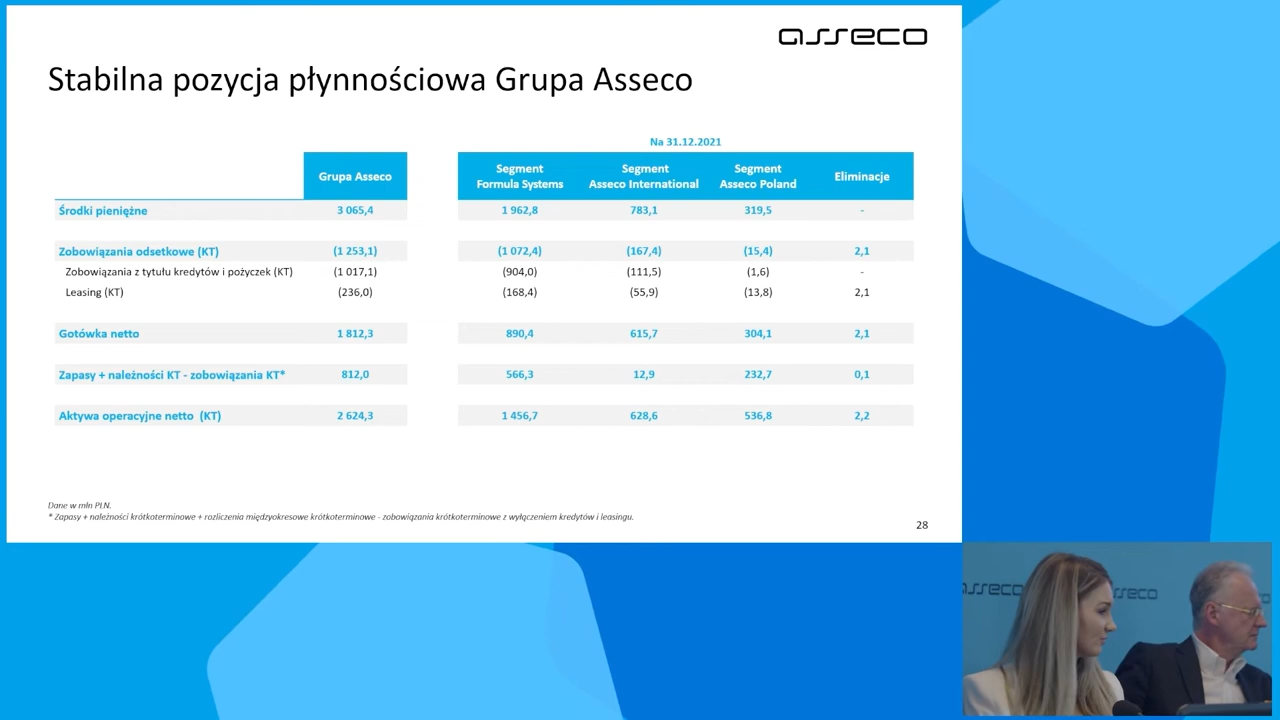 asseco
Stabilna pozycja płynnościowa Grupa Asseco
Na 31.12.2021
Grupa Asseco
Segment Formula Systems
Segment Asseco International
Segment Asseco Poland
Eliminacje
Środki pieniężne 3 065,4 1 962,8 783,1 319,5 -
Zobowiązania odsetkowe (KT) (1 253,1) (1 072,4) (167,4) (15,4) 2,1
Zobowiązania z tytułu kredytów i pożyczek (KT) (1 017,1) (904,0) (111,5) (1,6) -
Leasing (KT) (236,0) (168,4) (55,9) (13,8) 2,1
Gotówka netto 1 812,3 890,4 615,7 304,1 2,1
Zapasy + należności KT - zobowiązania KT* 812,0 566,3 12,9 232,7 0,1
Aktywa operacyjne netto (KT) 2 624,3 1 456,7 628,6 536,8 2,2
Dane w mln PLN.
* Zapasy + należności krótkoterminowe + rozliczenia międzyokresowe krótkoterminowe - zobowiązania krótkoterminowe z wyłączeniem kredytów i leasingu.
28
asseco
sseco